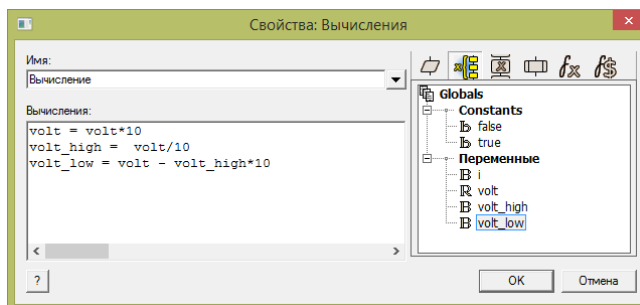 Свойства: Вычисления
Имя:
Вычисление
Вычисления:
volt = volt*10
volt_high =  volt/10
volt_low = volt - volt_high*10
Globals
Constants
false
true
Переменные
i
volt
volt_high
volt_low
?
OK
Отмена